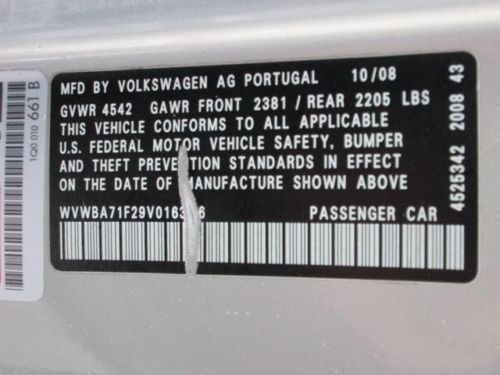 MFD BY VOLKSWAGEN AG PORTUGAL 10/08
GVWR 4542 GAWR FRONT 2381 / REAR 2205 LBS
THIS VEHICLE CONFORMS TO ALL APPLICABLE
U.S. FEDERAL MOTOR VEHICLE SAFETY, BUMPER
AND THEFT PREVENTION STANDARDS IN EFFECT
ON THE DATE OF MANUFACTURE SHOWN ABOVE
PASSENGER CAR
4525342 2008 43
1Q0 010 661 B